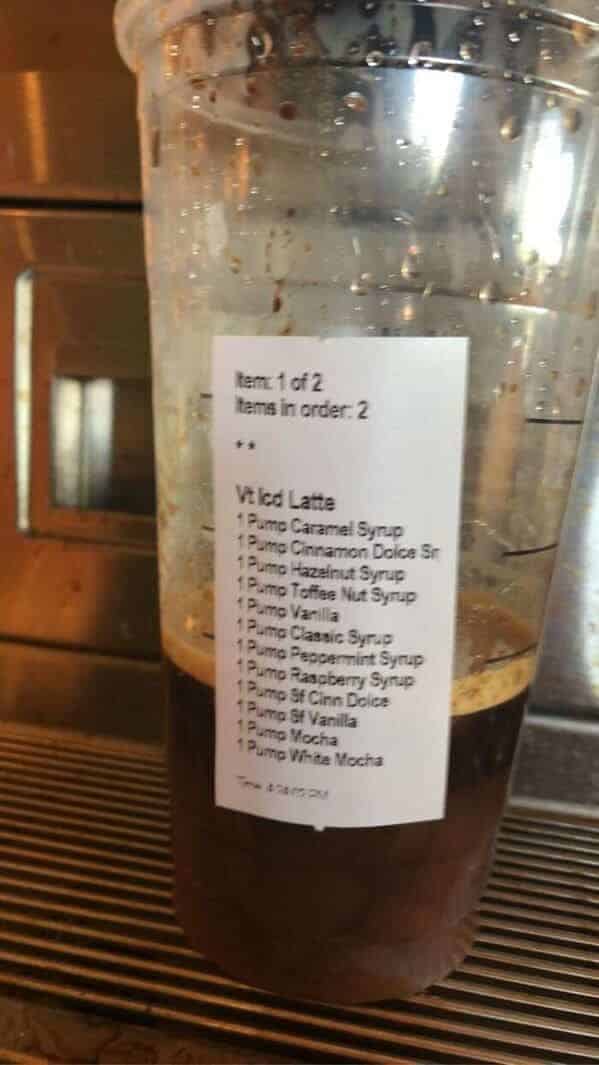 Item: 1 of 2
Items in order: 2
**
Vt Icd Latte
1 Pump Caramel Syrup
1 Pump Cinnamon Dolce Sr
1 Pump Hazelnut Syrup
1 Pump Toffee Nut Syrup
1 Pump Vanilla
1 Pump Classic Syrup
1 Pump Peppermint Syrup
1 Pump Raspberry Syrup
1 Pump Sf Cinn Dolce
1 Pump Sf Vanilla
1 Pump Mocha
1 Pump White Mocha
Time
PM